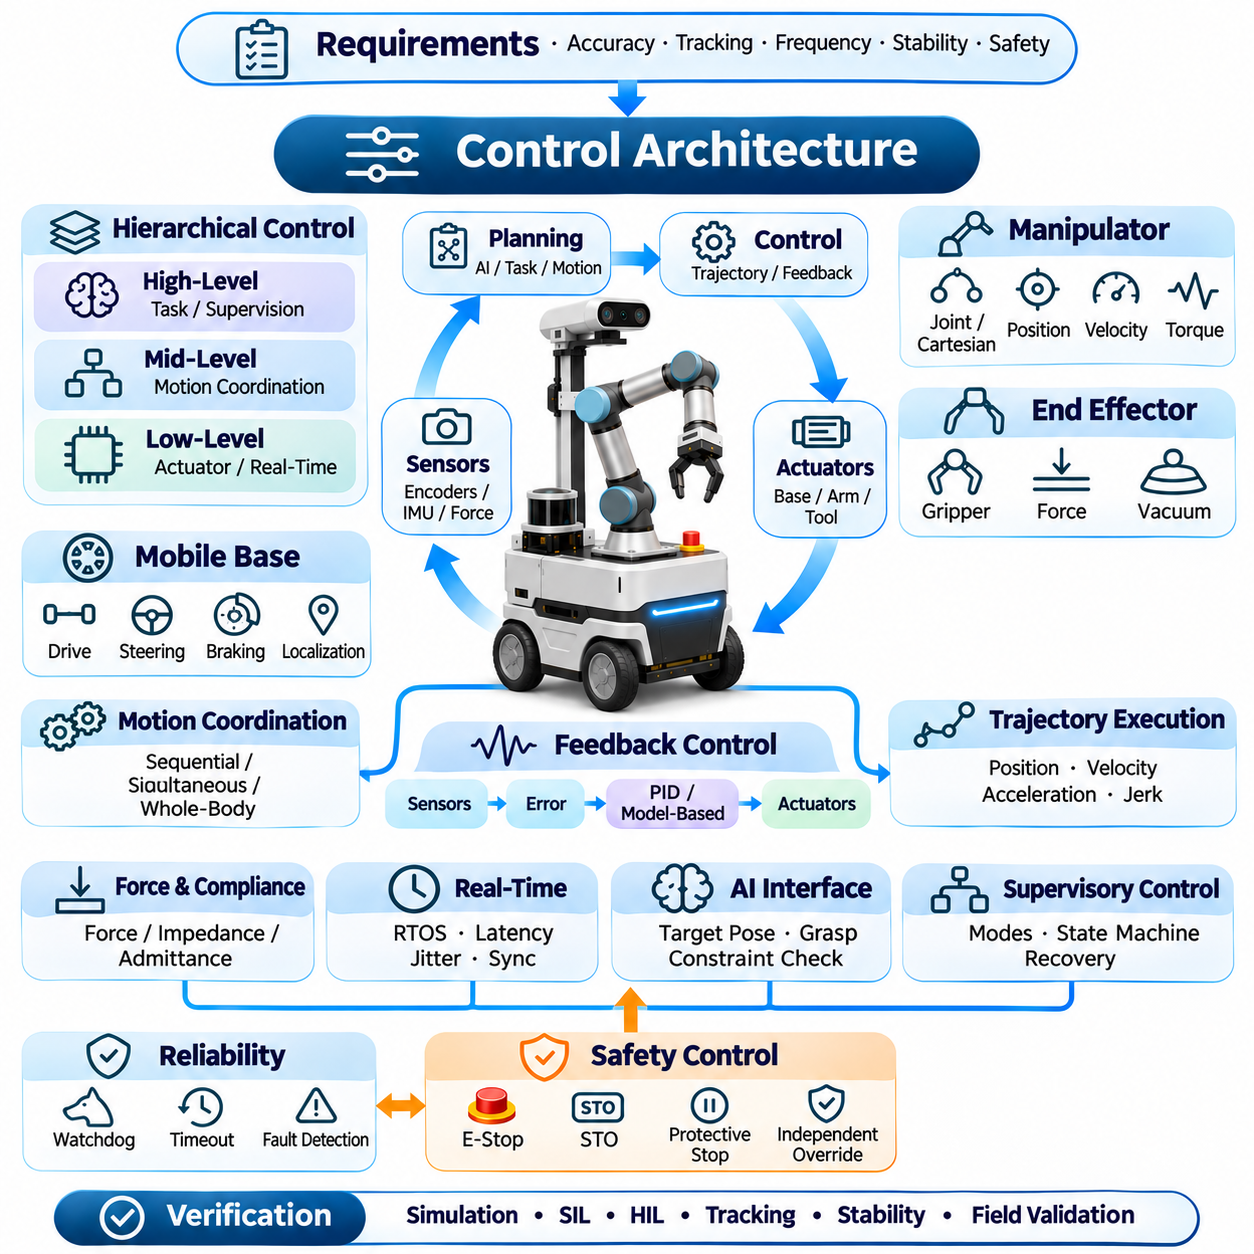 Requirements · Accuracy · Tracking · Frequency · Stability · Safety
Control Architecture
Hierarchical Control
High-Level
Task / Supervision
Mid-Level
Motion Coordination
Low-Level
Actuator / Real-Time
Planning
AI / Task / Motion
Control
Trajectory / Feedback
Sensors
Encoders /
IMU / Force
Actuators
Base / Arm /
Tool
Manipulator
Joint /
Cartesian
Position
Velocity
Torque
End Effector
Gripper
Force
Vacuum
Mobile Base
Drive
Steering
Braking
Localization
Motion Coordination
Sequential /
Siɑultaneous /
Whole-Body
Feedback Control
Sensors
Error
PID /
Model-Based
Actuators
Trajectory Execution
Position · Velocity
Acceleration · Jerk
Force & Compliance
Force / Impedance /
Admittance
Real-Time
RTOS · Latency
Jitter · Sync
AI Interface
Target Pose · Grasp
Constraint Check
Supervisory Control
Modes · State Machine
Recovery
Reliability
Watchdog
Timeout
Fault Detection
Safety Control
E-Stop
STO
STO
Protective
Stop
Independent
Override
Verification
Simulation • SIL • HIL • Tracking • Stability • Field Validation